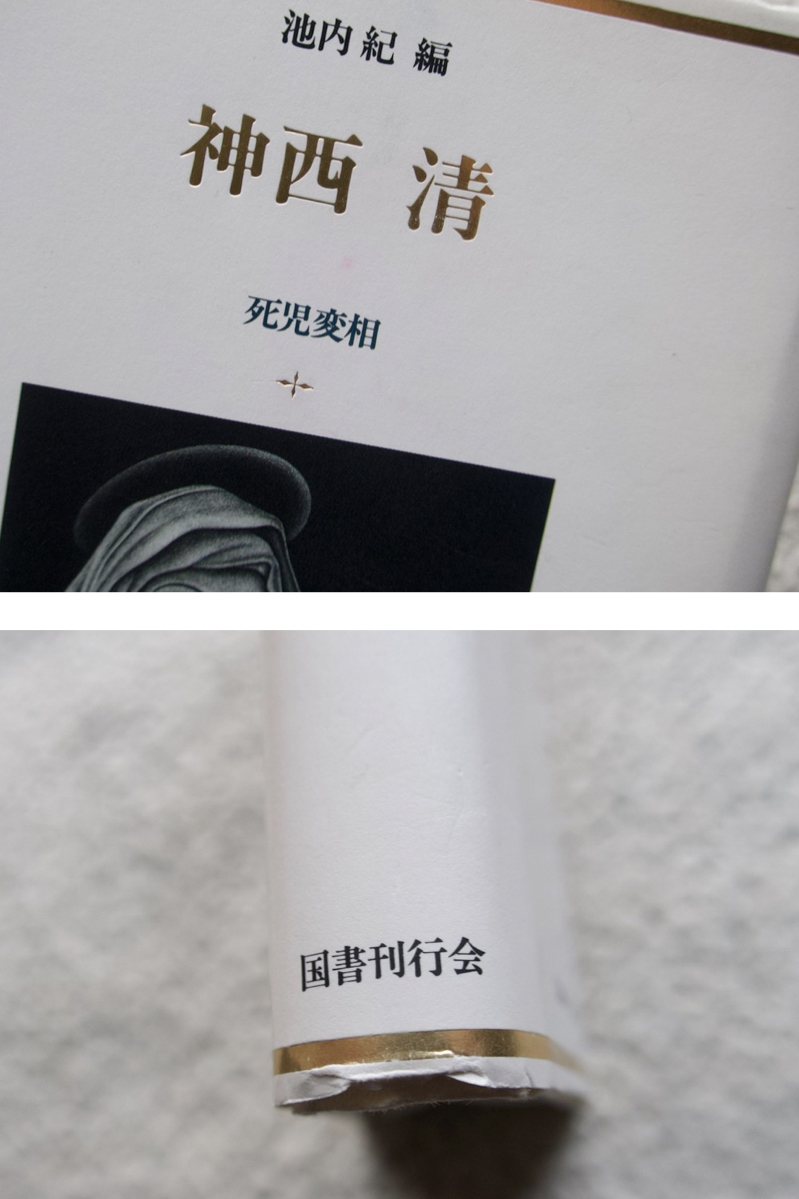 池内紀 編
神西 清
死児変相
国書刊行会